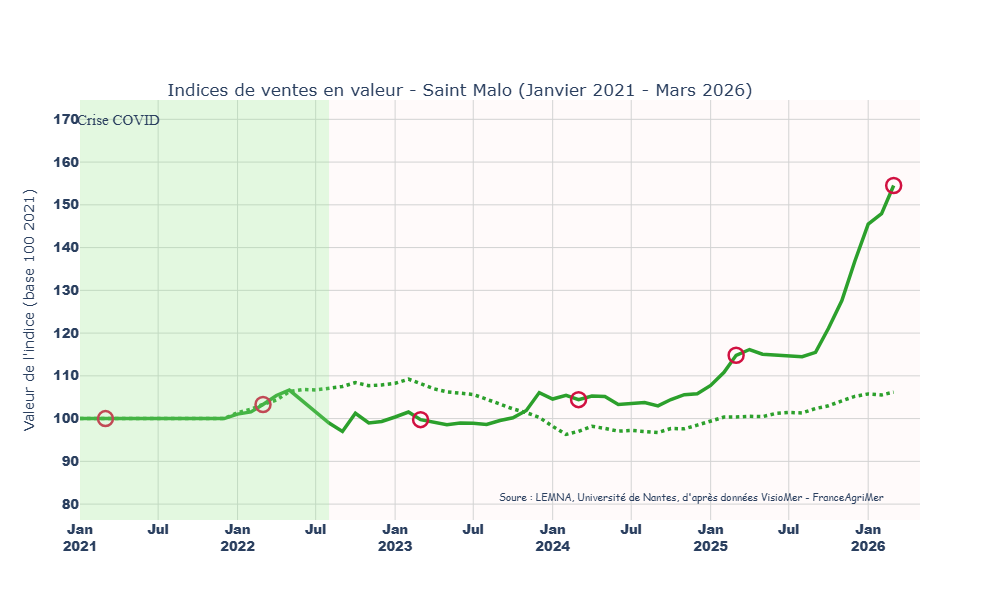 Indices de ventes en valeur - Saint Malo (Janvier 2021 - Mars 2026)
Crise COVID
170
160
150
140
130
120
110
100
90
80
Valeur de l'indice (base 100 2021)
Soure : LEMNA, Université de Nantes, d'après données VisioMer - FranceAgriMer
Jan Jul Jan Jul Jan Jul Jan Jul Jan Jul Jan
2021 2022 2023 2024 2025 2026